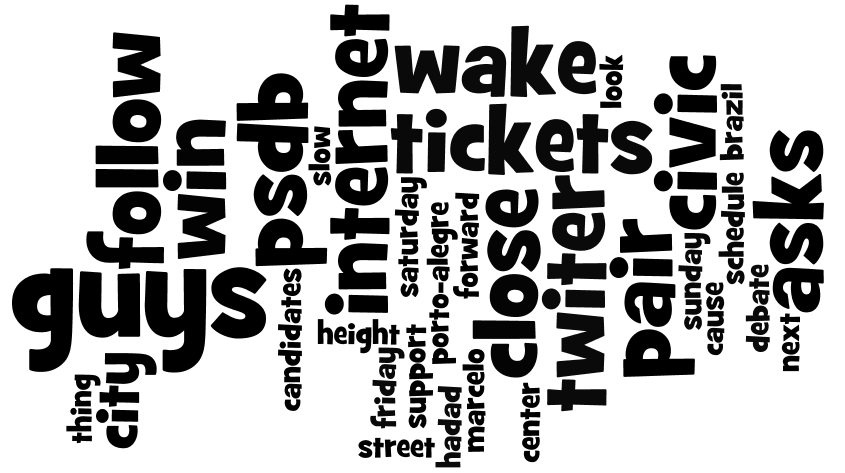 guys
follow
win
psdb
slow
internet
wake
look
tickets
civic
brazil
schedule
asks
saturday
porto-alegre
forward
close
twiter
pair
sunday
cause
debate
next
candidates
height
thing
city
friday
support
street
hadad
marcelo
center